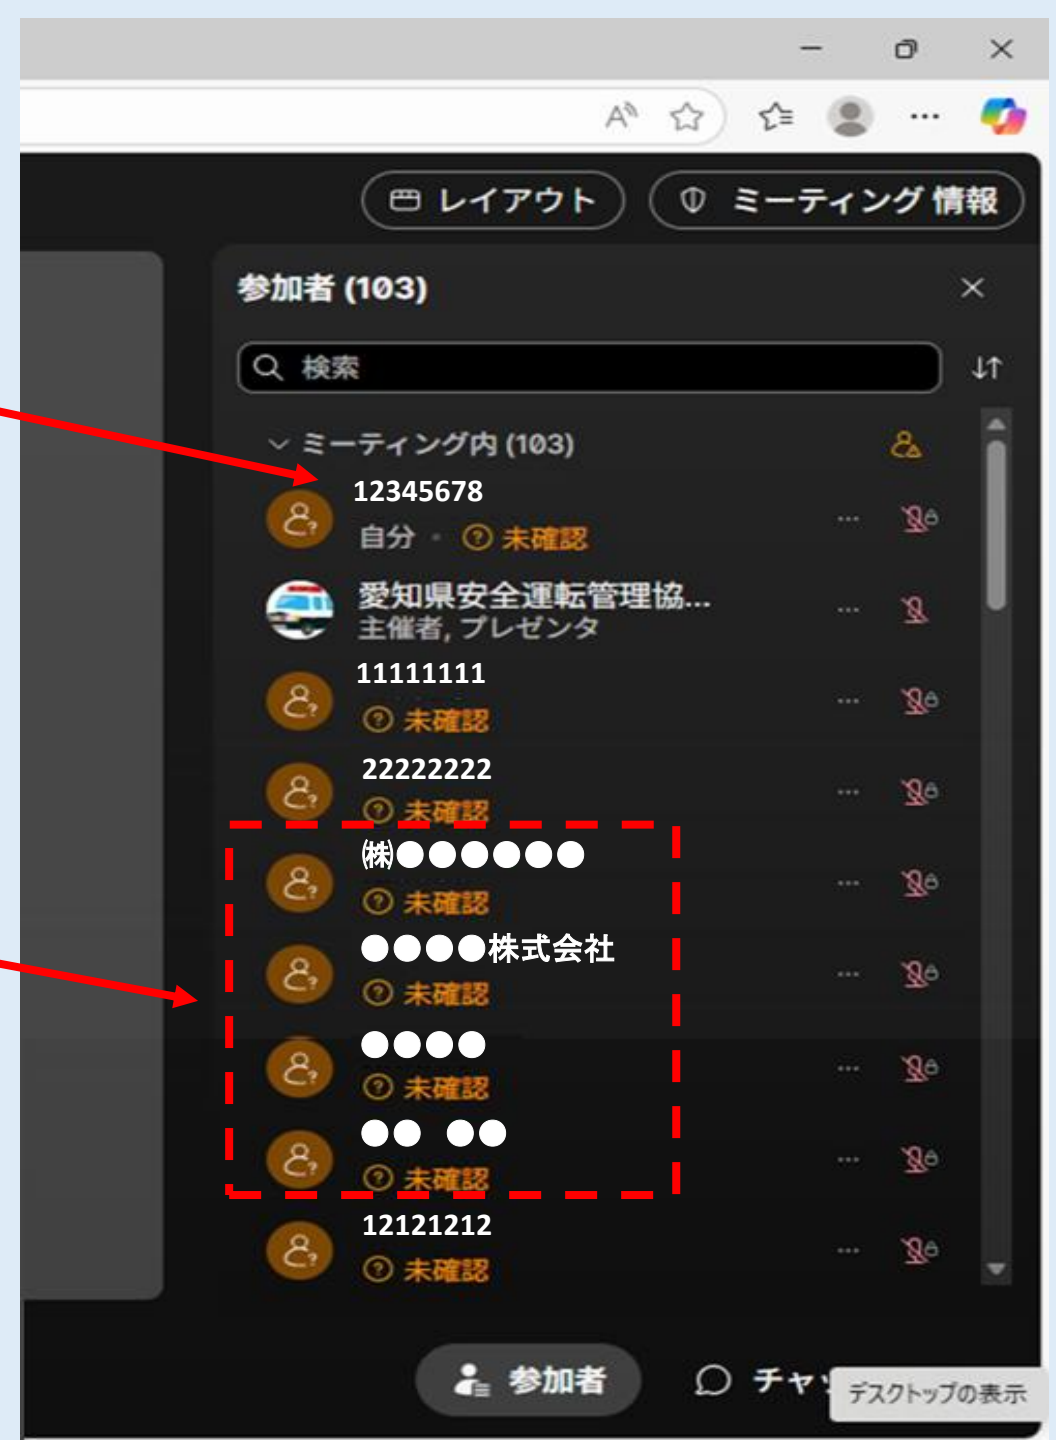 レイアウト
ミーティング 情報
参加者 (103)
検索
ミーティング内 (103)
12345678
自分 • 未確認
愛知県安全運転管理協...
主催者, プレゼンタ
11111111
未確認
22222222
未確認
㈱●●●●●●
未確認
●●●●株式会社
未確認
●●●●
未確認
●● ●●
未確認
12121212
未確認
参加者
チャ
デスクトップの表示